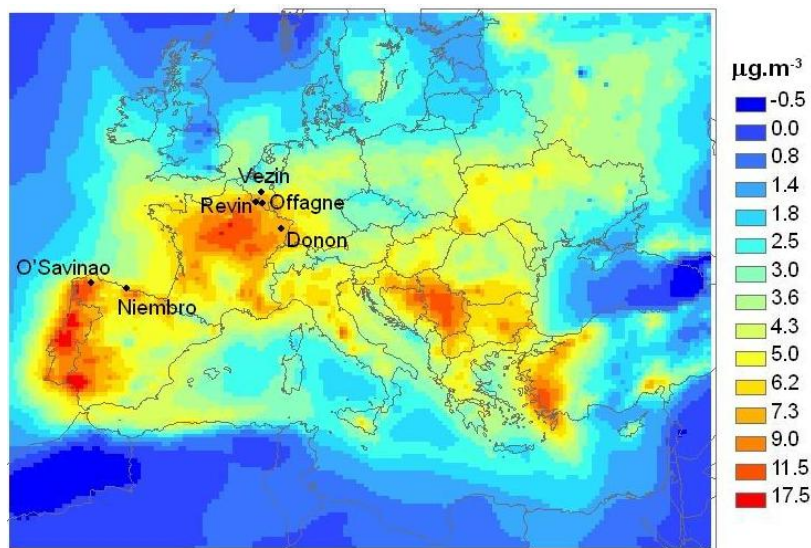 μg.m-3
-0.5
0.0
0.8
1.4
1.8
2.5
3.0
3.6
4.3
5.0
6.2
7.3
9.0
11.5
17.5
Vezin
Revin Offagne
Donon
O'Savinao
Niembro